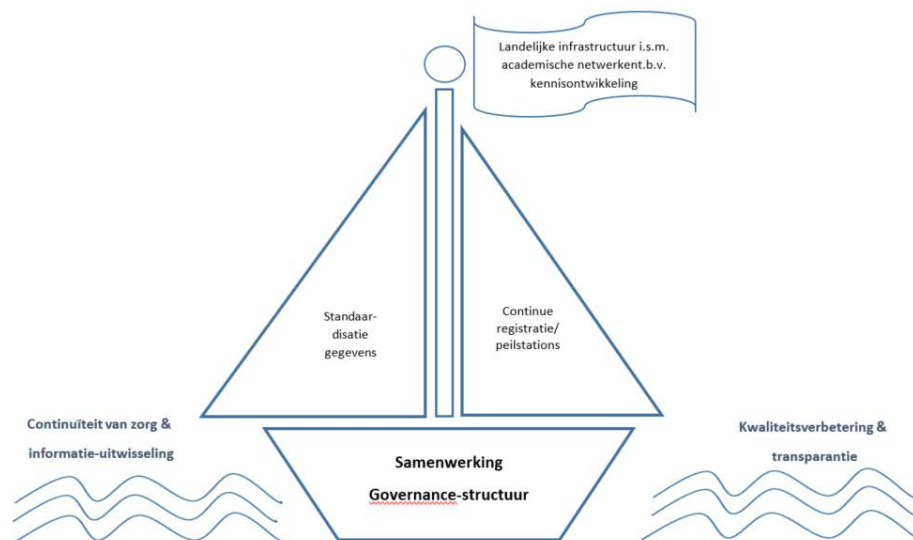 Landelijke infrastructuur i.s.m.
academische netwerkent.b.v.
kennisontwikkeling
Standaar-
disatie
gegevens
Continue
registratie/
peilstations
Continuïteit van zorg &
informatie-uitwisseling
Kwaliteitsverbetering &
transparantie
Samenwerking
Governance-structuur